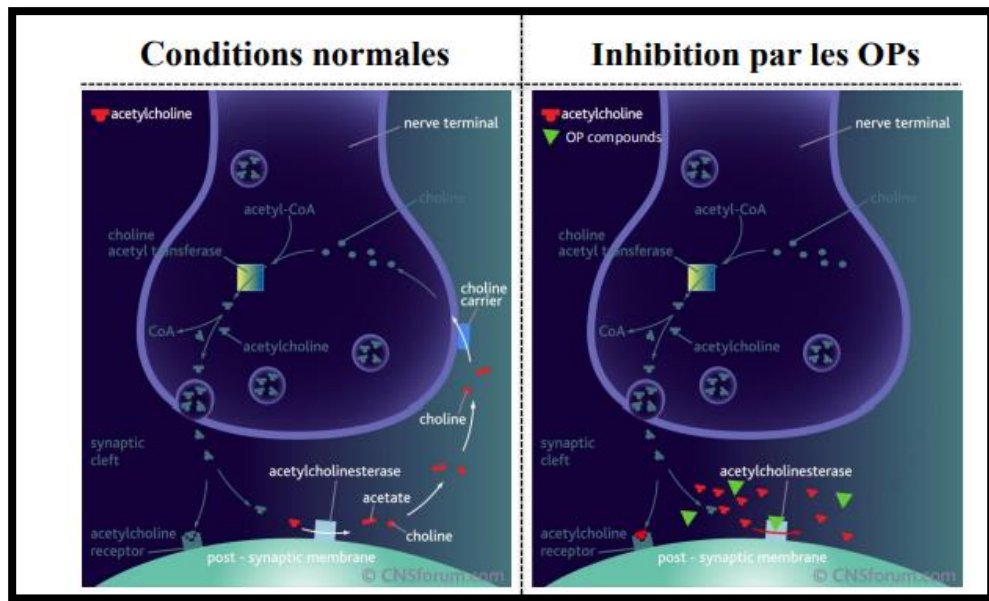 Conditions normales
Inhibition par les OPs
acetylcholine
nerve terminal
acetyl-CoA
choline
choline
acetyl transferase
choline
carrier
CoA
acetylcholine
choline
synaptic
cleft
acetylcholinesterase
acetate
choline
acetylcholine
receptor
post - synaptic membrane
© CNSforum.com
acetylcholine
OP compounds
nerve terminal
acetyl-CoA
choline
choline
acetyl transferase
CoA
acetylcholine
synaptic
cleft
acetylcholinesterase
acetylcholine
receptor
post - synaptic membrane
© CNSforum.com